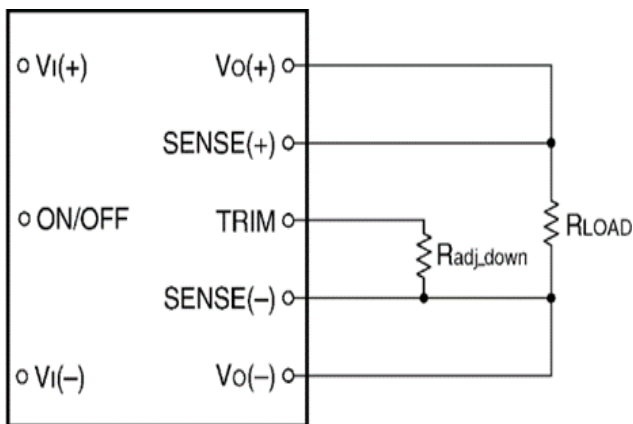 VI(+)
VO(+)
SENSE(+)
ON/OFF
TRIM
Radj_down
RLOAD
SENSE(–)
VI(–)
VO(–)